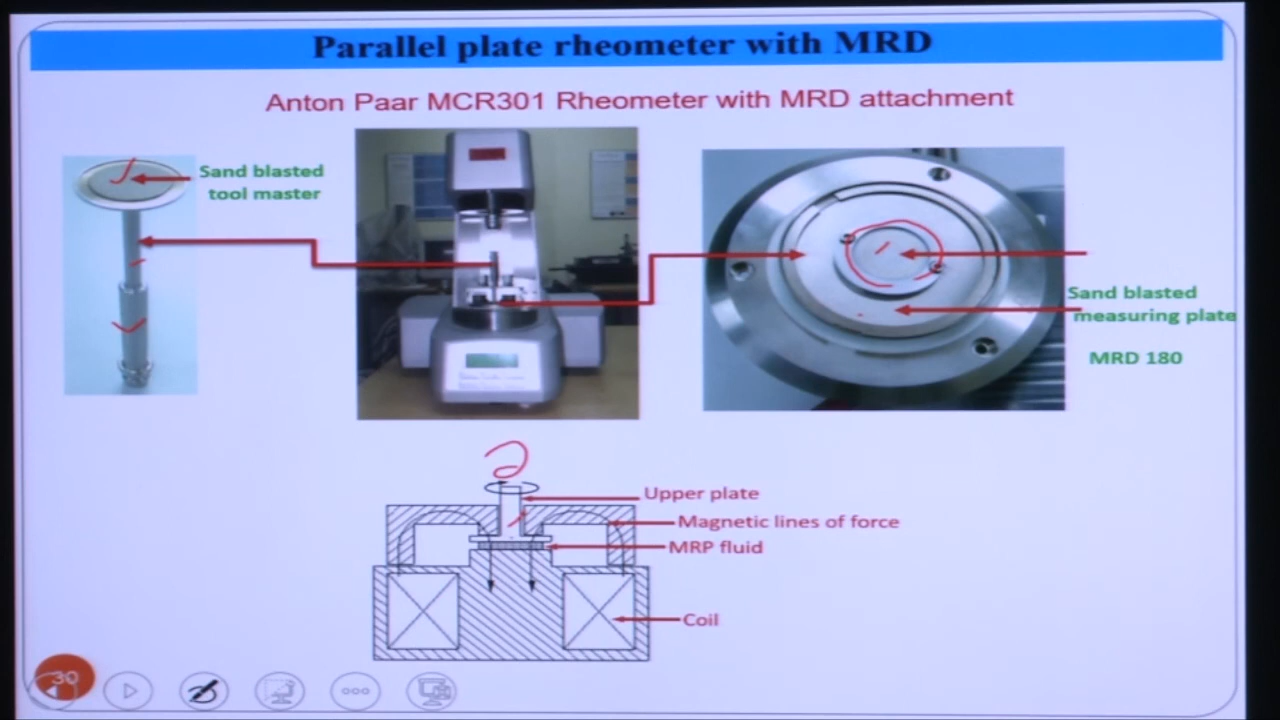 Parallel plate rheometer with MRD
Anton Paar MCR301 Rheometer with MRD attachment
Sand blasted
tool master
Sand blasted
measuring plate
MRD 180
Upper plate
Magnetic lines of force
MRP fluid
Coil
30